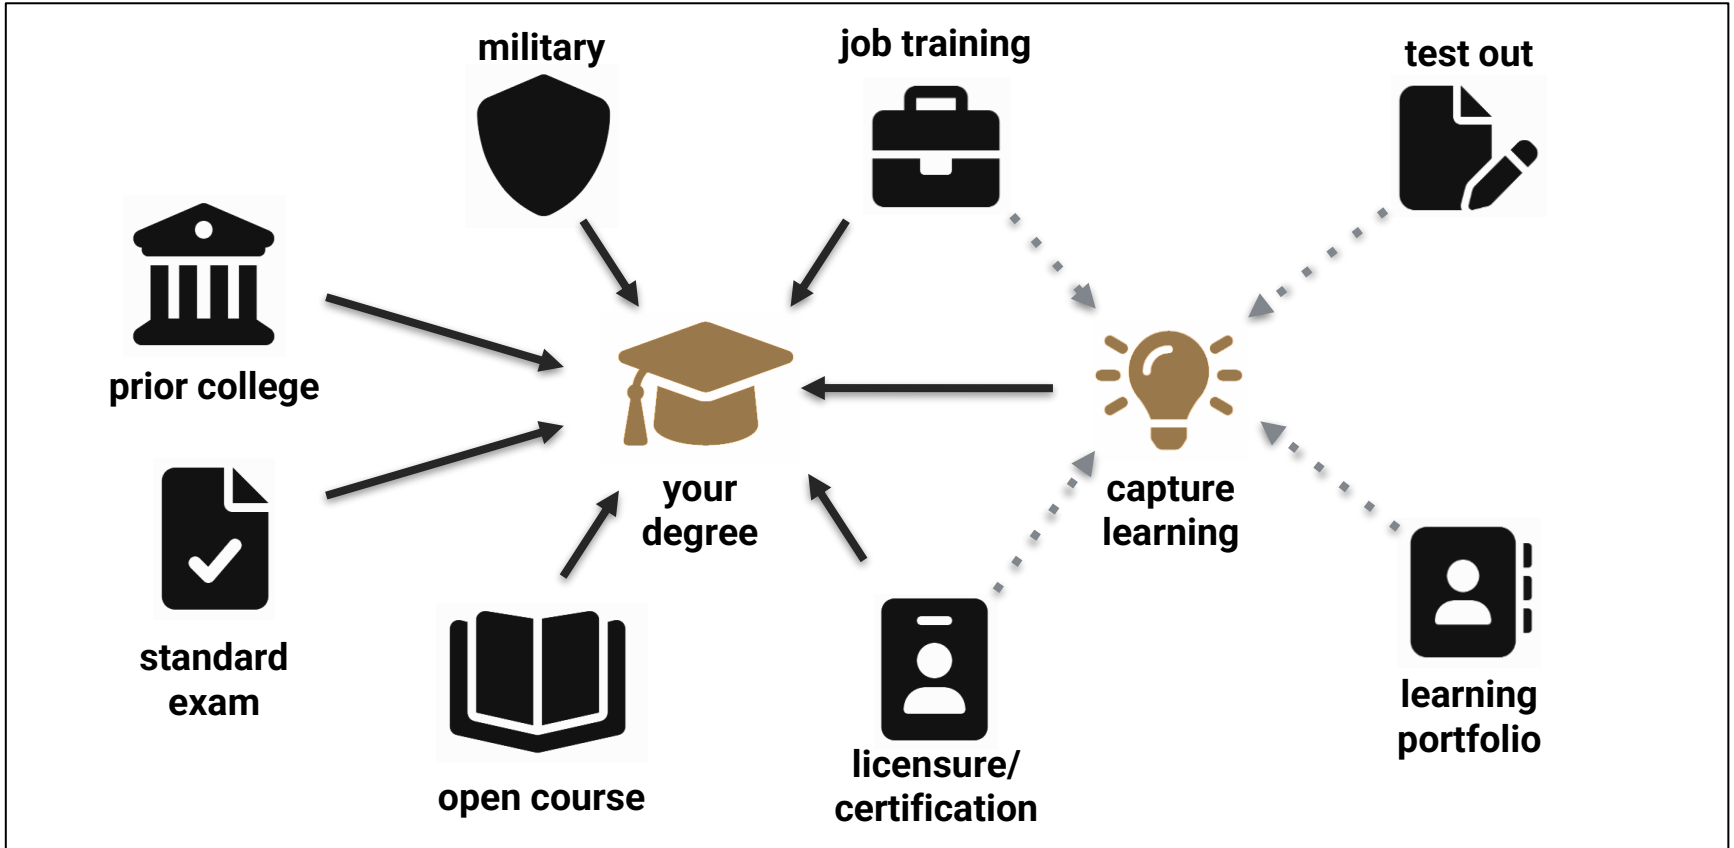 military
job training
test out
prior college
your
degree
capture
learning
standard
exam
open course
licensure/
certification
learning
portfolio